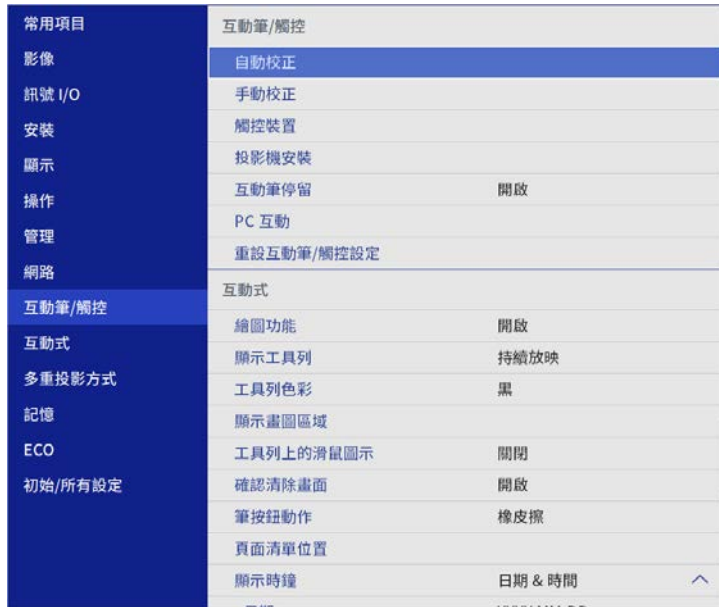 常用項目
影像
訊號 I/O
安裝
顯示
操作
管理
網路
互動筆/觸控
互動式
多重投影方式
記憶
ECO
初始/所有設定
互動筆/觸控
自動校正
手動校正
觸控裝置
投影機安裝
互動筆停留 開啟
PC 互動
重設互動筆/觸控設定
互動式
繪圖功能 開啟
顯示工具列 持續放映
工具列色彩 黑
顯示畫圖區域
工具列上的滑鼠圖示 關閉
確認清除畫面 開啟
筆按鈕動作 橡皮擦
頁面清單位置
顯示時鐘 日期 & 時間